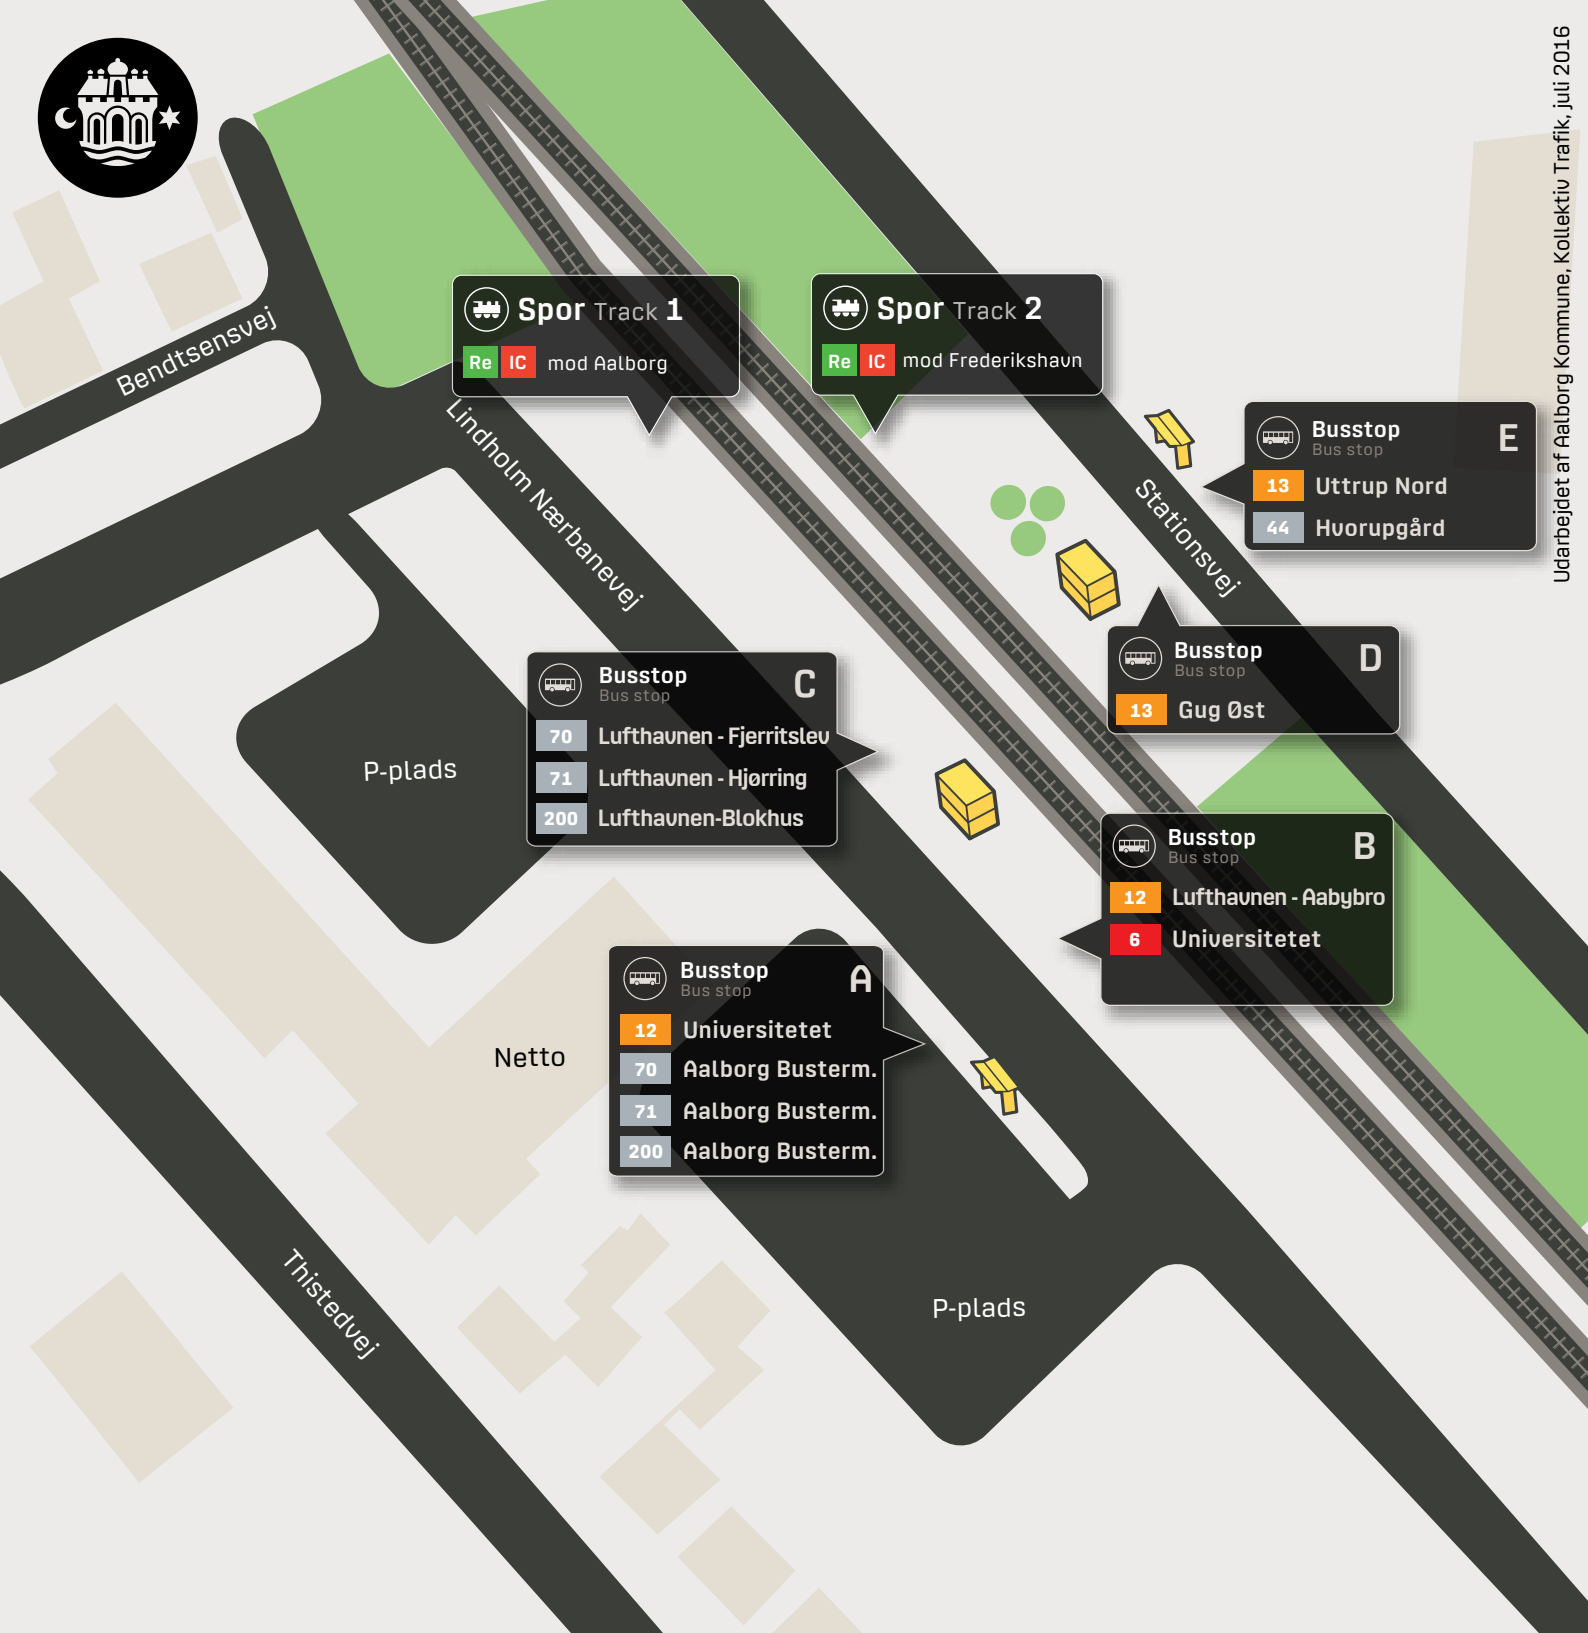 Udarbejdet af Aalborg Kommune, Kollektiv Trafik, juli 2016
Bendtsensvej
Spor Track 1
Re IC mod Aalborg
Spor Track 2
Re IC mod Frederikshavn
Lindholm Nærbanevej
Stationsvej
Busstop E
Bus stop
13 Uttrup Nord
44 Hvorupgård
Busstop D
Bus stop
13 Gug Øst
Busstop C
Bus stop
70 Lufthavnen - Fjerritslev
71 Lufthavnen - Hjørring
200 Lufthavnen-Blokhus
P-plads
Busstop B
Bus stop
12 Lufthavnen - Aabybro
6 Universitetet
Busstop A
Bus stop
12 Universitetet
70 Aalborg Busterm.
71 Aalborg Busterm.
200 Aalborg Busterm.
Netto
Thistedvej
P-plads